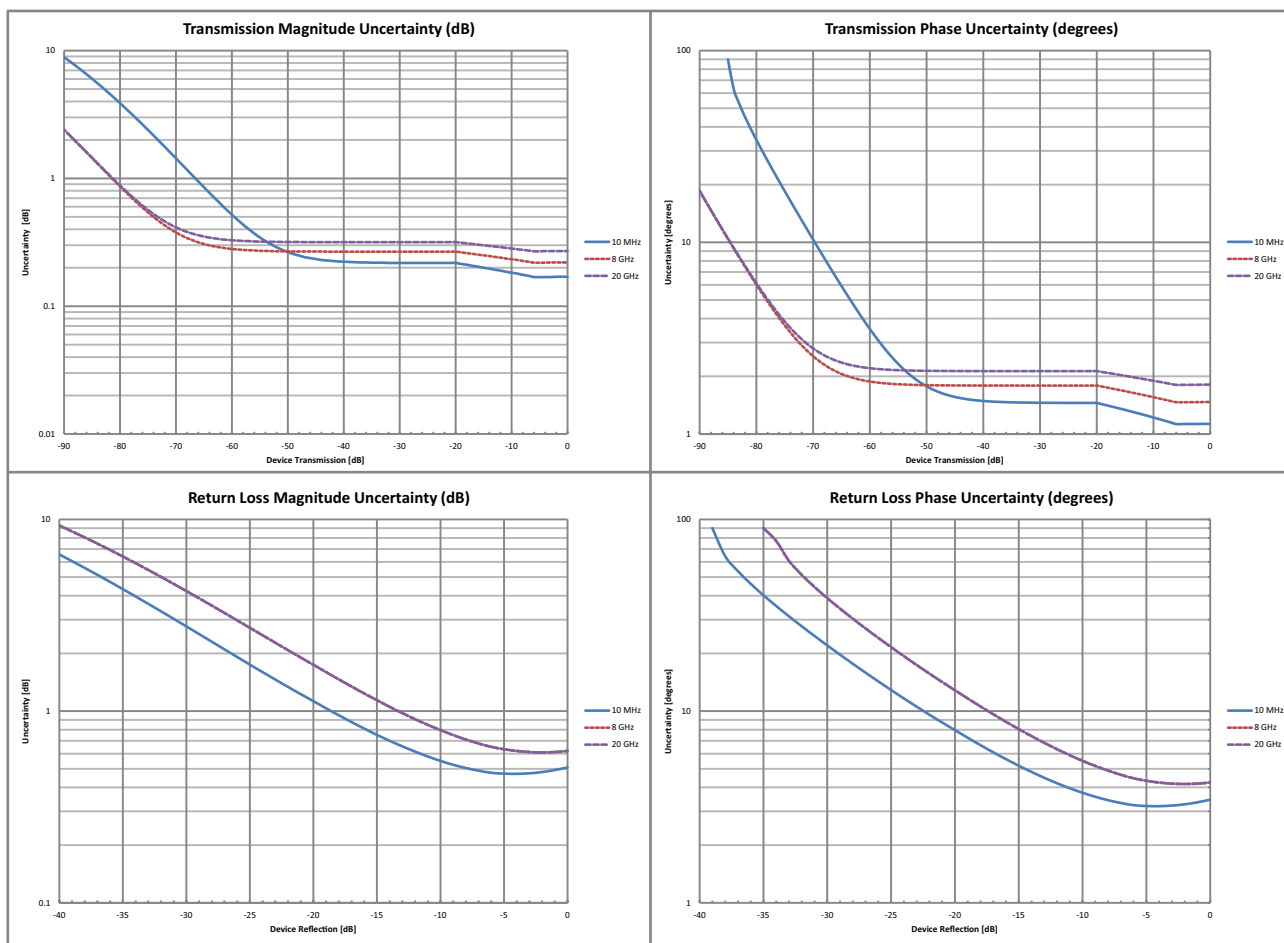 Transmission Magnitude Uncertainty (dB)
10
1
0.1
0.01
Uncertainty [dB]
-90 -80 -70 -60 -50 -40 -30 -20 -10 0
Device Transmission [dB]
10 MHz
8 GHz
20 GHz
Transmission Phase Uncertainty (degrees)
100
10
1
Uncertainty [degrees]
-90 -80 -70 -60 -50 -40 -30 -20 -10 0
Device Transmission [dB]
10 MHz
8 GHz
20 GHz
Return Loss Magnitude Uncertainty (dB)
10
1
0.1
Uncertainty [dB]
-40 -35 -30 -25 -20 -15 -10 -5 0
Device Reflection [dB]
10 MHz
8 GHz
20 GHz
Return Loss Phase Uncertainty (degrees)
100
10
1
Uncertainty [degrees]
-40 -35 -30 -25 -20 -15 -10 -5 0
Device Reflection [dB]
10 MHz
8 GHz
20 GHz